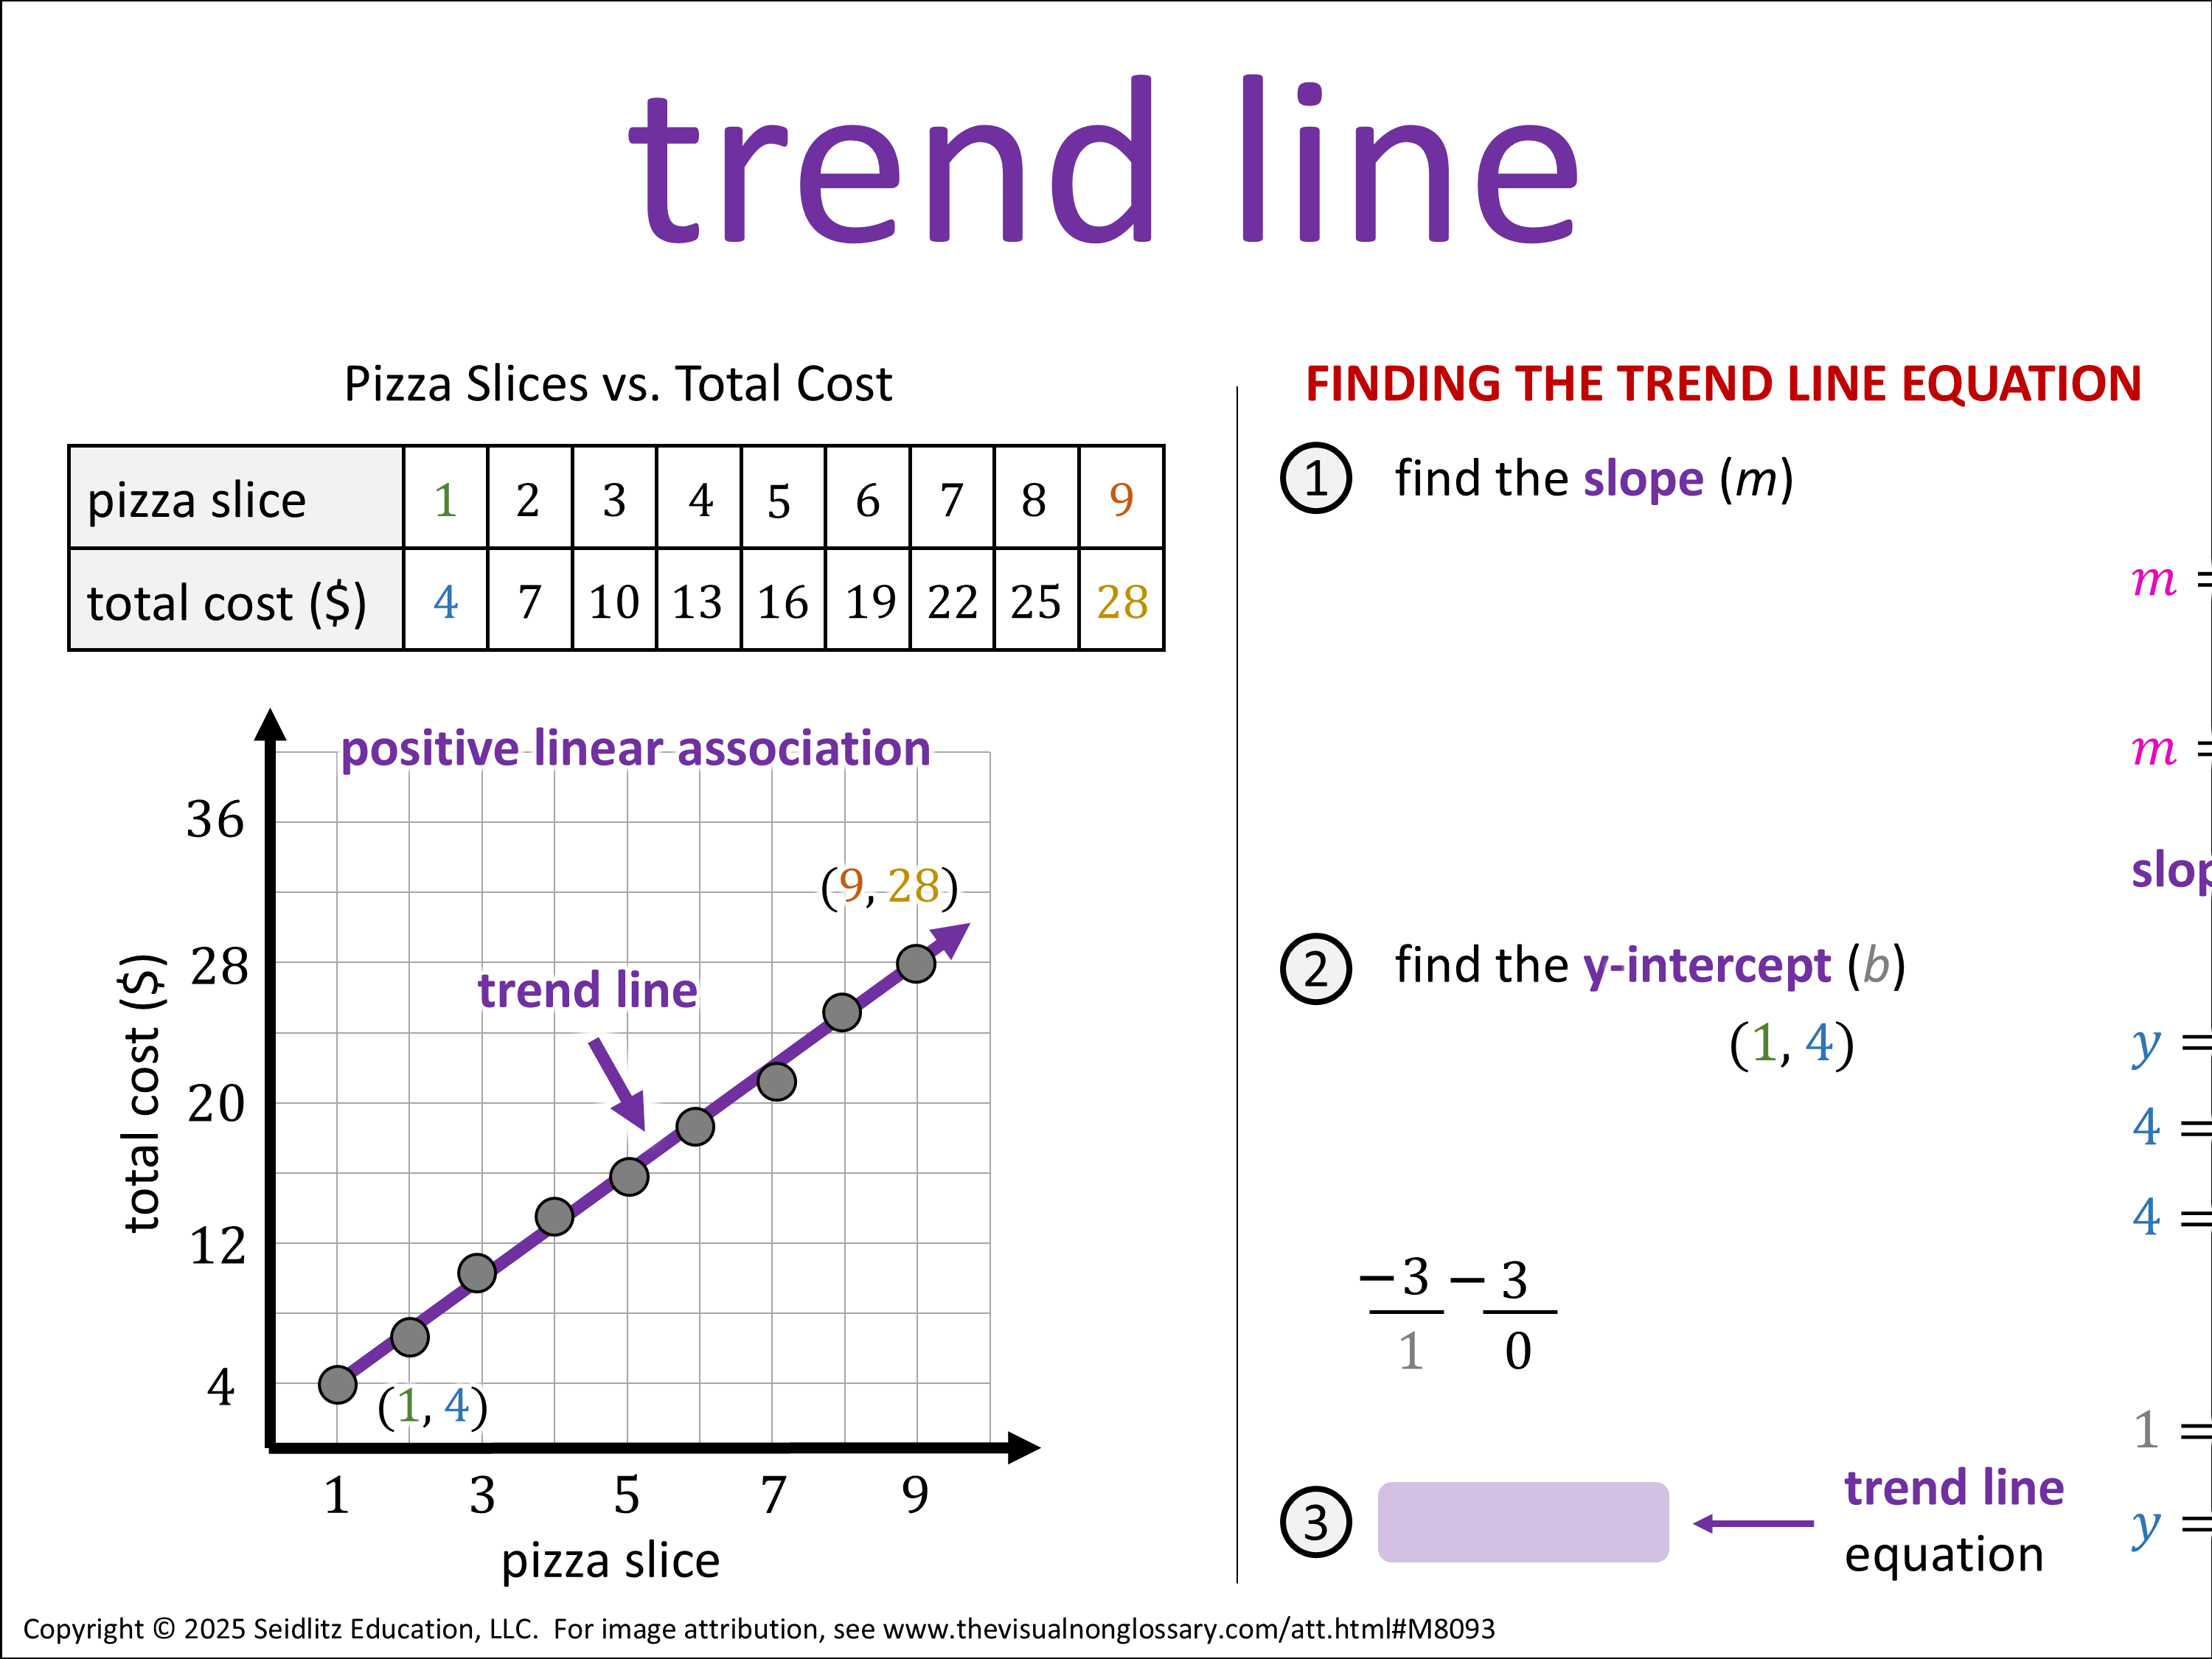 trend line
Pizza Slices vs. Total Cost
pizza slice 1 2 3 4 5 6 7 8 9
total cost ($) 4 7 10 13 16 19 22 25 28
positive linear association
36
28
20
12
4
total cost ($)
(9, 28)
trend line
(1, 4)
1 3 5 7 9
pizza slice
FINDING THE TREND LINE EQUATION
1 find the slope (m)
m =
m =
slop
2 find the y-intercept (b)
(1, 4)
y =
4 =
4 =
−3 − 3
1 0
1 =
3
trend line
equation
y =
Copyright © 2025 Seidlitz Education, LLC. For image attribution, see www.thevisualnonglossary.com/att.html#M8093